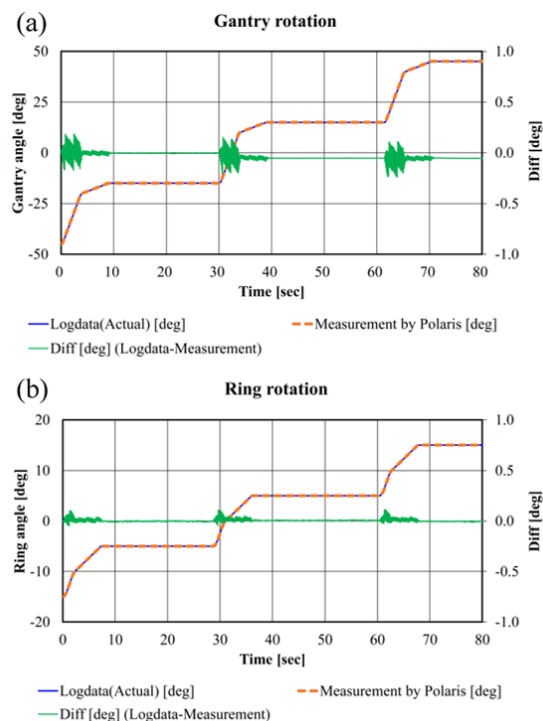 (a)
Gantry rotation
50
25
0
-25
-50
Gantry angle [deg]
1.0
0.5
0.0
-0.5
-1.0
Diff [deg]
0 10 20 30 40 50 60 70 80
Time [sec]
Logdata(Actual) [deg] Measurement by Polaris [deg]
Diff [deg] (Logdata-Measurement)
(b)
Ring rotation
20
10
0
-10
-20
Ring angle [deg]
1.0
0.5
0.0
-0.5
-1.0
Diff [deg]
0 10 20 30 40 50 60 70 80
Time [sec]
Logdata(Actual) [deg] Measurement by Polaris [deg]
Diff [deg] (Logdata-Measurement)